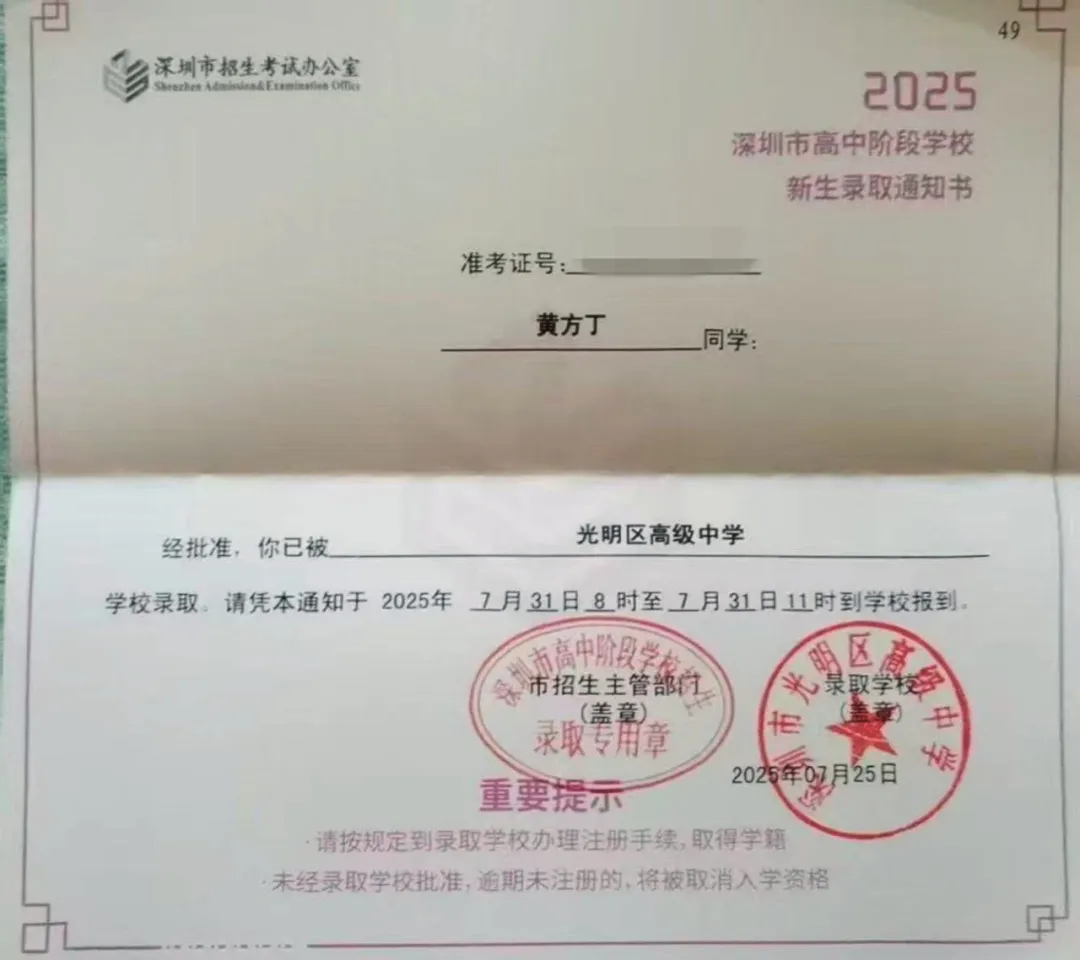 49
深圳市招生考试办公室
Shenzhen Admission&Examination Office
2025
深圳市高中阶段学校
新生录取通知书
准考证号:
黄方丁同学:
经批准，你已被光明区高级中学
学校录取。请凭本通知于 2025年 7月31日8时至7月31日11时到学校报到。
深圳市高中阶段学校招生
市招生主管部门
(盖章)
录取专用章
深圳市光明区高级中学
录取学校
(盖章)
2025年07月25日
重要提示
·请按规定到录取学校办理注册手续,取得学籍
·未经录取学校批准,逾期未注册的,将被取消入学资格